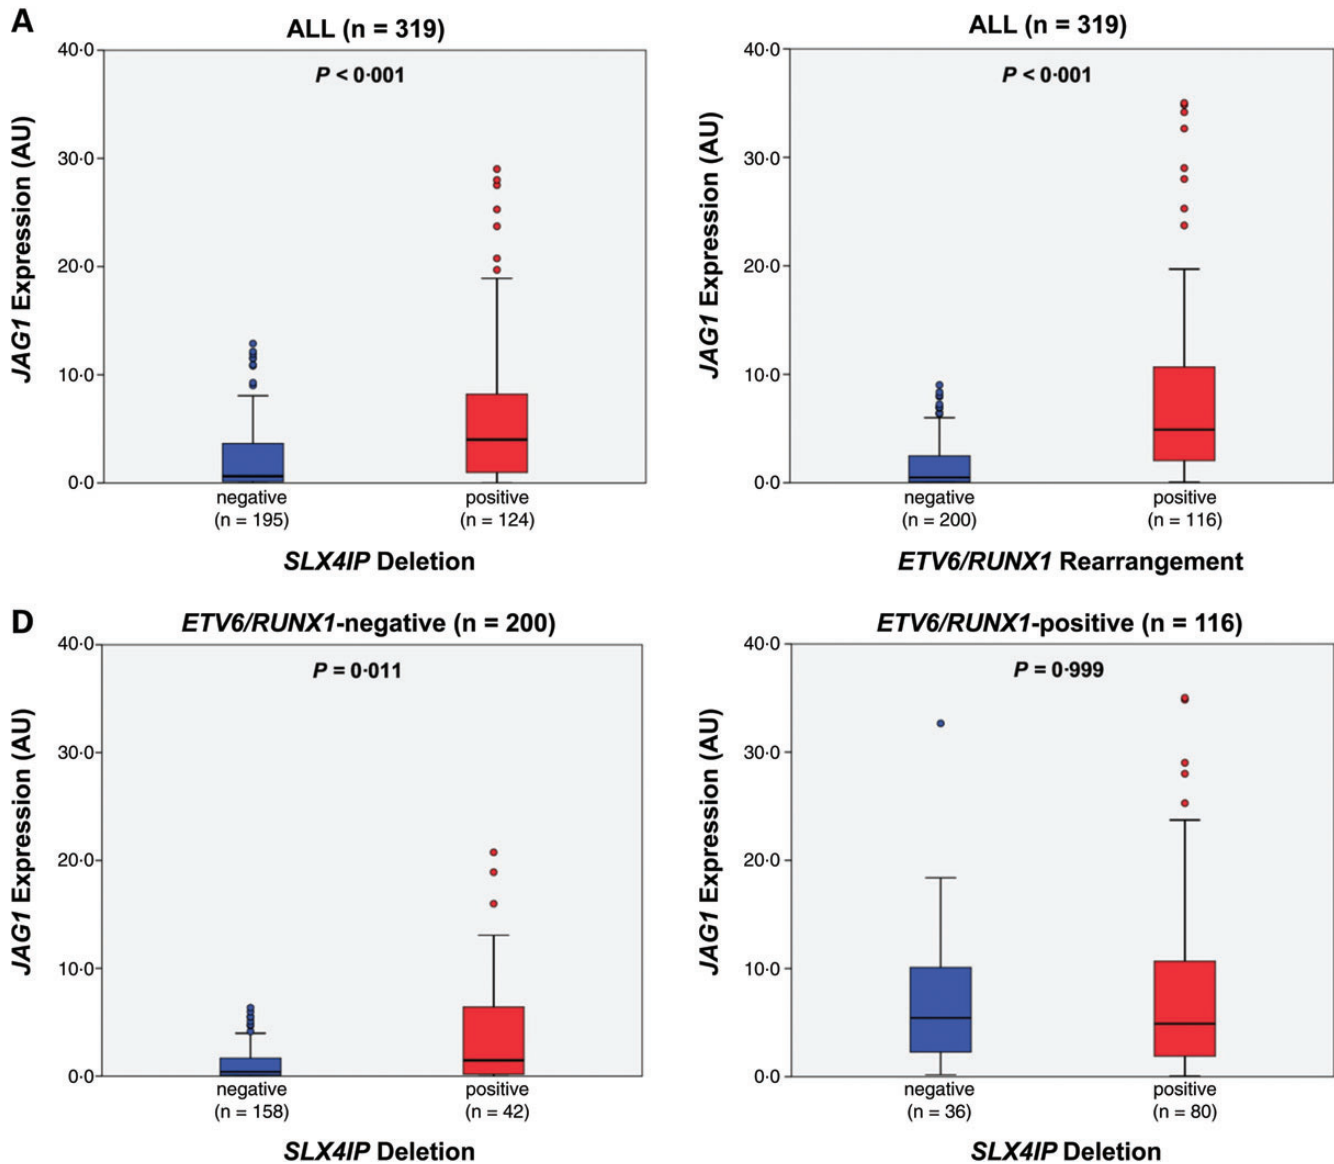 A
ALL (n = 319)
P < 0·001
JAG1 Expression (AU)
40·0
30·0
20·0
10·0
0·0
negative
(n = 195)
positive
(n = 124)
SLX4IP Deletion
ALL (n = 319)
P < 0·001
JAG1 Expression (AU)
40·0
30·0
20·0
10·0
0·0
negative
(n = 200)
positive
(n = 116)
ETV6/RUNX1 Rearrangement
D
ETV6/RUNX1-negative (n = 200)
P = 0·011
JAG1 Expression (AU)
40·0
30·0
20·0
10·0
0·0
negative
(n = 158)
positive
(n = 42)
SLX4IP Deletion
ETV6/RUNX1-positive (n = 116)
P = 0·999
JAG1 Expression (AU)
40·0
30·0
20·0
10·0
0·0
negative
(n = 36)
positive
(n = 80)
SLX4IP Deletion